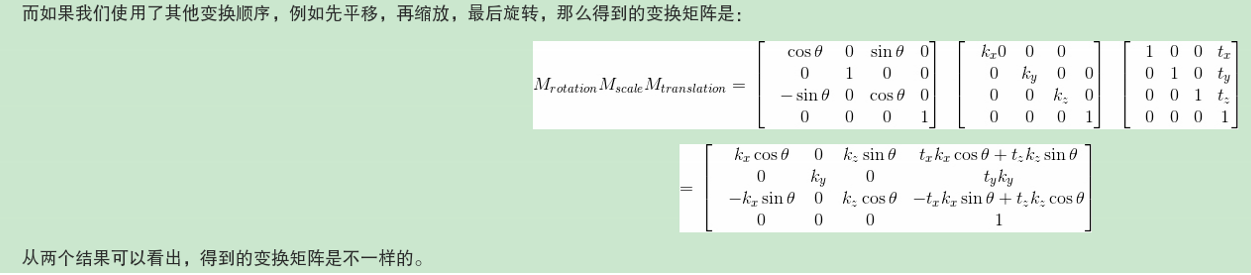 而如果我们使用了其他变换顺序，例如先平移，再缩放，最后旋转，那么得到的变换矩阵是：
M_{rotation}M_{scale}M_{translation} = \begin{bmatrix} \cos\theta & 0 & \sin\theta & 0 \\ 0 & 1 & 0 & 0 \\ -\sin\theta & 0 & \cos\theta & 0 \\ 0 & 0 & 0 & 1 \end{bmatrix} \begin{bmatrix} k_x0 & 0 & 0 \\ 0 & k_y & 0 & 0 \\ 0 & 0 & k_z & 0 \\ 0 & 0 & 0 & 1 \end{bmatrix} \begin{bmatrix} 1 & 0 & 0 & t_x \\ 0 & 1 & 0 & t_y \\ 0 & 0 & 1 & t_z \\ 0 & 0 & 0 & 1 \end{bmatrix}
= \begin{bmatrix} k_x\cos\theta & 0 & k_z\sin\theta & t_xk_x\cos\theta + t_zk_z\sin\theta \\ 0 & k_y & 0 & t_yk_y \\ -k_x\sin\theta & 0 & k_z\cos\theta & -t_xk_x\sin\theta + t_zk_z\cos\theta \\ 0 & 0 & 0 & 1 \end{bmatrix}
从两个结果可以看出，得到的变换矩阵是不一样的。